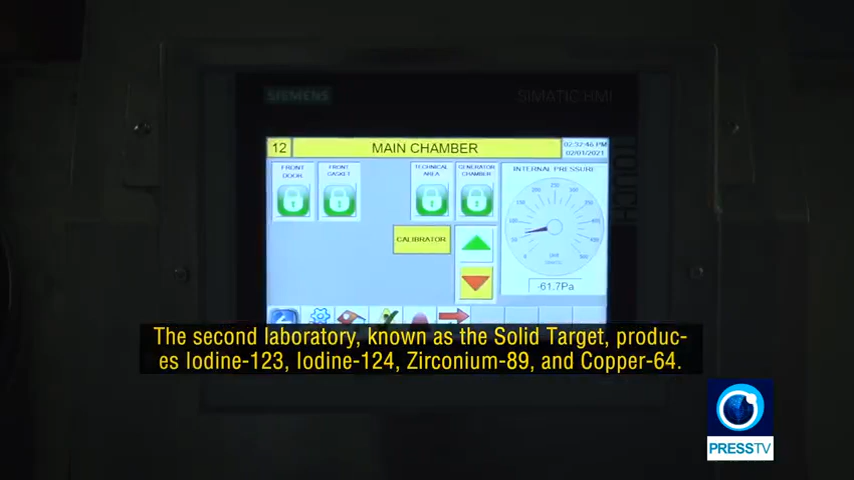 SIEMENS
SIMATIC HMI
12
MAIN CHAMBER
02:32:46 PM
02/01/2021
TOUCH
FRONT
DOOR
FRONT
GASKET
TECHNICAL
AREA
GENERATOR
CHAMBER
INTERNAL PRESSURE
CALIBRATOR
-61.7Pa
The second laboratory, known as the Solid Target, produc-
es Iodine-123, Iodine-124, Zirconium-89, and Copper-64.
PRESSTV